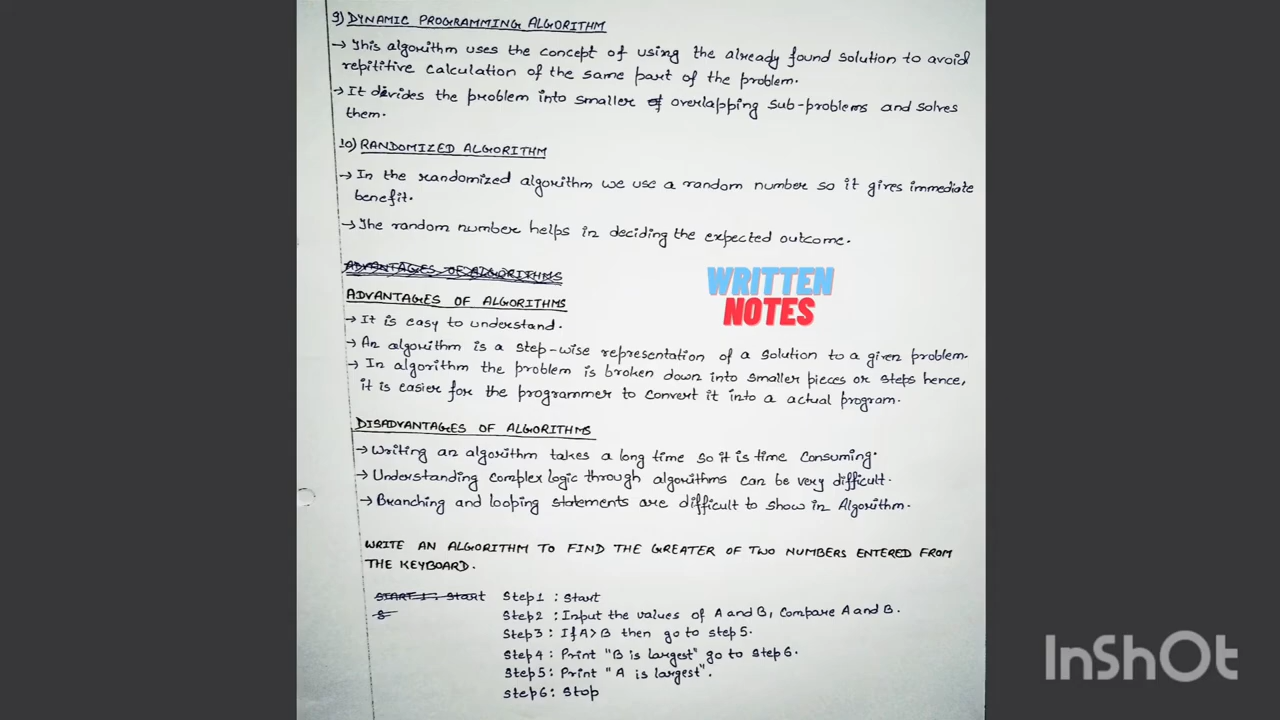 9) DYNAMIC PROGRAMMING ALGORITHM
→ This algorithm uses the concept of using the already found solution to avoid
repititive calculation of the same part of the problem.
→ It divides the problem into smaller of overlapping sub-problems and solves
them.
10) RANDOMIZED ALGORITHM
→ In the randomized algorithm we use a random number so it gives immediate
benefit.
→ The random number helps in deciding the expected outcome.
ADVANTAGES OF ALGORITHMS
WRITTEN
NOTES
ADVANTAGES OF ALGORITHMS
→ It is easy to understand.
→ An algorithm is a step-wise representation of a solution to a given problem.
→ In algorithm the problem is broken down into smaller pieces or steps hence,
it is easier for the programmer to convert it into a actual program.
DISADVANTAGES OF ALGORITHMS
→ Writing an algorithm takes a long time so it is time consuming.
→ Understanding complex logic through algorithms can be very difficult.
→ Branching and looping statements are difficult to show in Algorithm.
WRITE AN ALGORITHM TO FIND THE GREATER OF TWO NUMBERS ENTERED FROM
THE KEYBOARD.
START 1 : Start Step1 : Start
S Step2 : Input the values of A and B, Compare A and B.
Step3 : If A > B then go to step 5.
Step4 : Print "B is largest" go to Step 6.
Step5 : Print "A is largest".
Step6 : Stop
InShOt